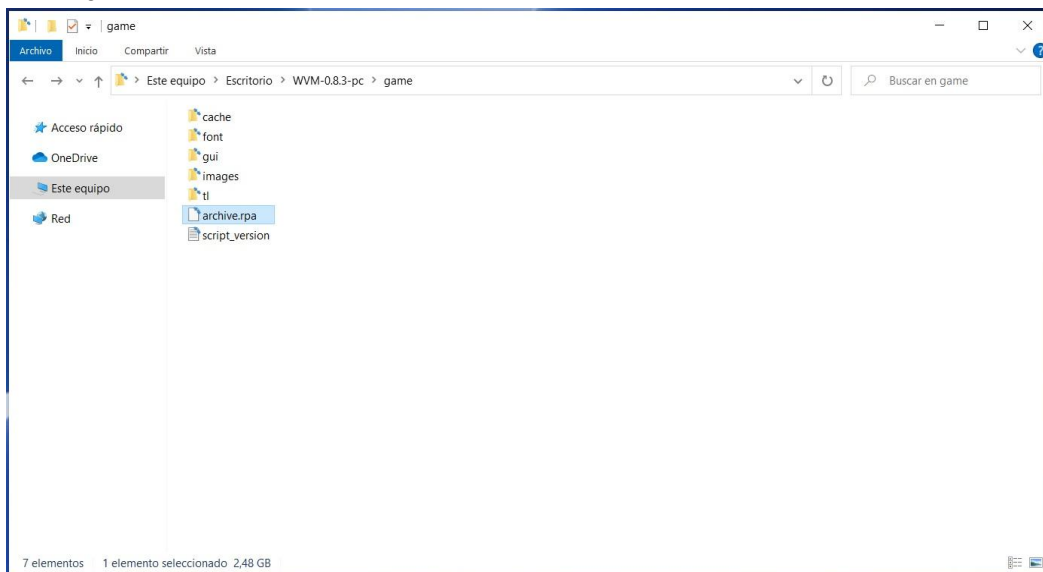 game
Archivo Inicio Compartir Vista
Este equipo > Escritorio > WVM-0.8.3-pc > game
Buscar en game
Acceso rápido
OneDrive
Este equipo
Red
cache
font
gui
images
tl
archive.rpa
script_version
7 elementos 1 elemento seleccionado 2,48 GB